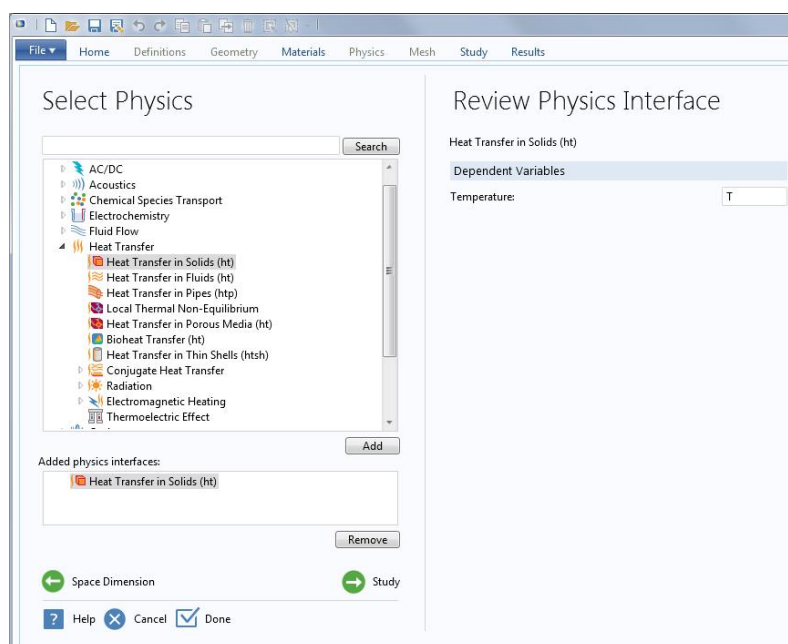 File Home Definitions Geometry Materials Physics Mesh Study Results
Select Physics
Search
AC/DC
Acoustics
Chemical Species Transport
Electrochemistry
Fluid Flow
Heat Transfer
Heat Transfer in Solids (ht)
Heat Transfer in Fluids (ht)
Heat Transfer in Pipes (htp)
Local Thermal Non-Equilibrium
Heat Transfer in Porous Media (ht)
Bioheat Transfer (ht)
Heat Transfer in Thin Shells (htsh)
Conjugate Heat Transfer
Radiation
Electromagnetic Heating
Thermoelectric Effect
Add
Added physics interfaces:
Heat Transfer in Solids (ht)
Remove
Space Dimension
Study
? Help Cancel Done
Review Physics Interface
Heat Transfer in Solids (ht)
Dependent Variables
Temperature: T